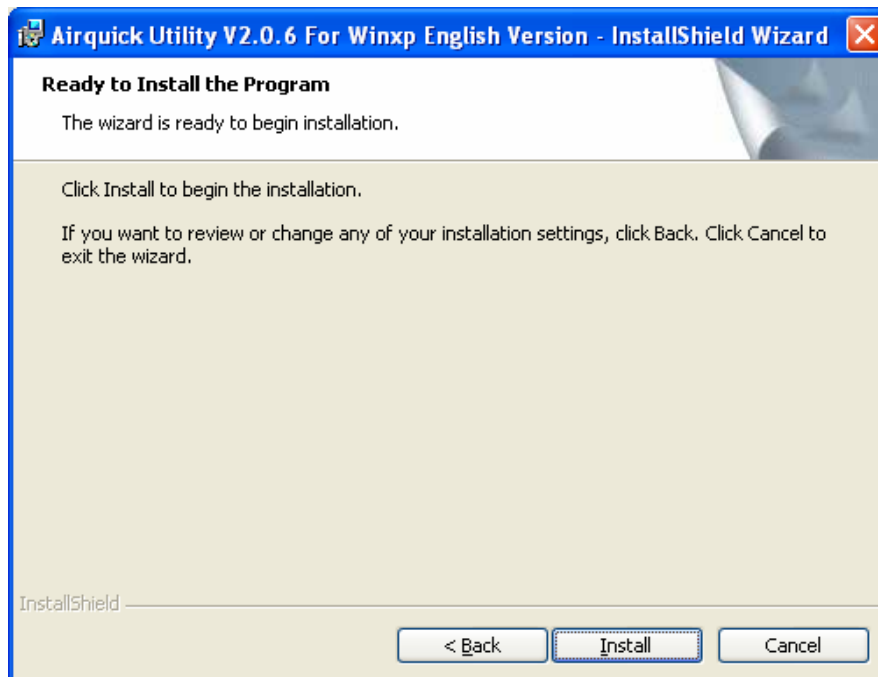 Airquick Utility V2.0.6 For Winxp English Version - InstallShield Wizard
Ready to Install the Program
The wizard is ready to begin installation.
Click Install to begin the installation.
If you want to review or change any of your installation settings, click Back. Click Cancel to
exit the wizard.
InstallShield
< Back Install Cancel